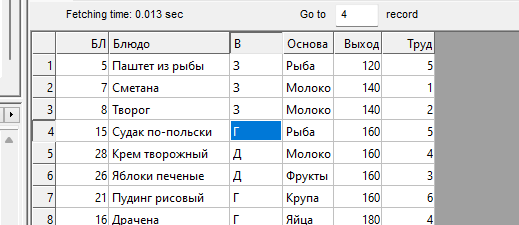 Fetching time: 0.013 sec Go to 4 record
БЛ Блюдо В Основа Выход Труд
1 5 Паштет из рыбы З Рыба 120 5
2 7 Сметана З Молоко 140 1
3 8 Творог З Молоко 140 2
4 15 Судак по-польски Г Рыба 160 5
5 28 Крем творожный Д Молоко 160 4
6 26 Яблоки печеные Д Фрукты 160 3
7 21 Пудинг рисовый Г Крупа 160 6
8 16 Драчена Г Яйца 180 4